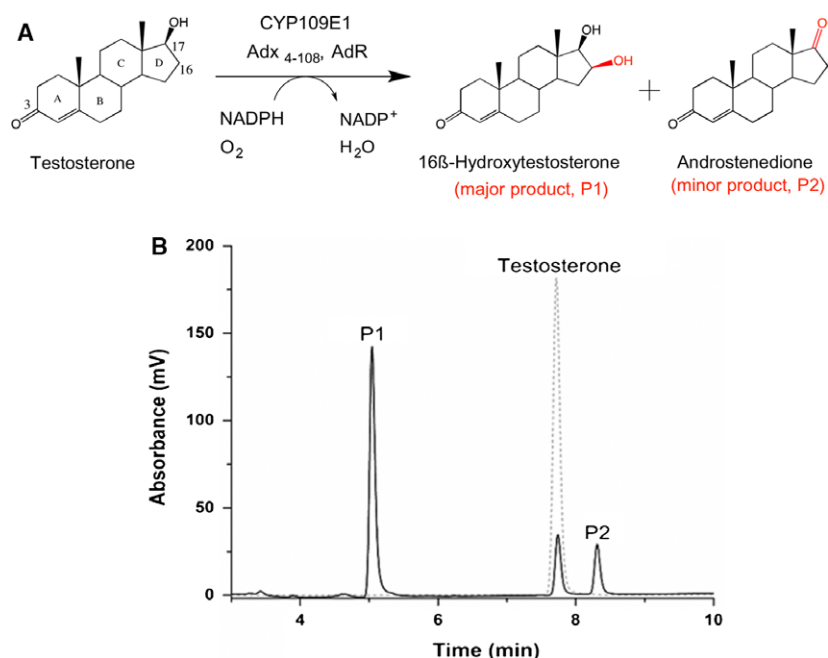 A
OH
17
16
D
C
B
A
3
O
Testosterone
CYP109E1
Adx 4-108, AdR
NADPH
NADP+
O2
H2O
OH
OH
O
16ß-Hydroxytestosterone
(major product, P1)
+
O
O
Androstenedione
(minor product, P2)
B
200
150
100
50
0
Absorbance (mV)
Testosterone
P1
P2
4
6
8
10
Time (min)